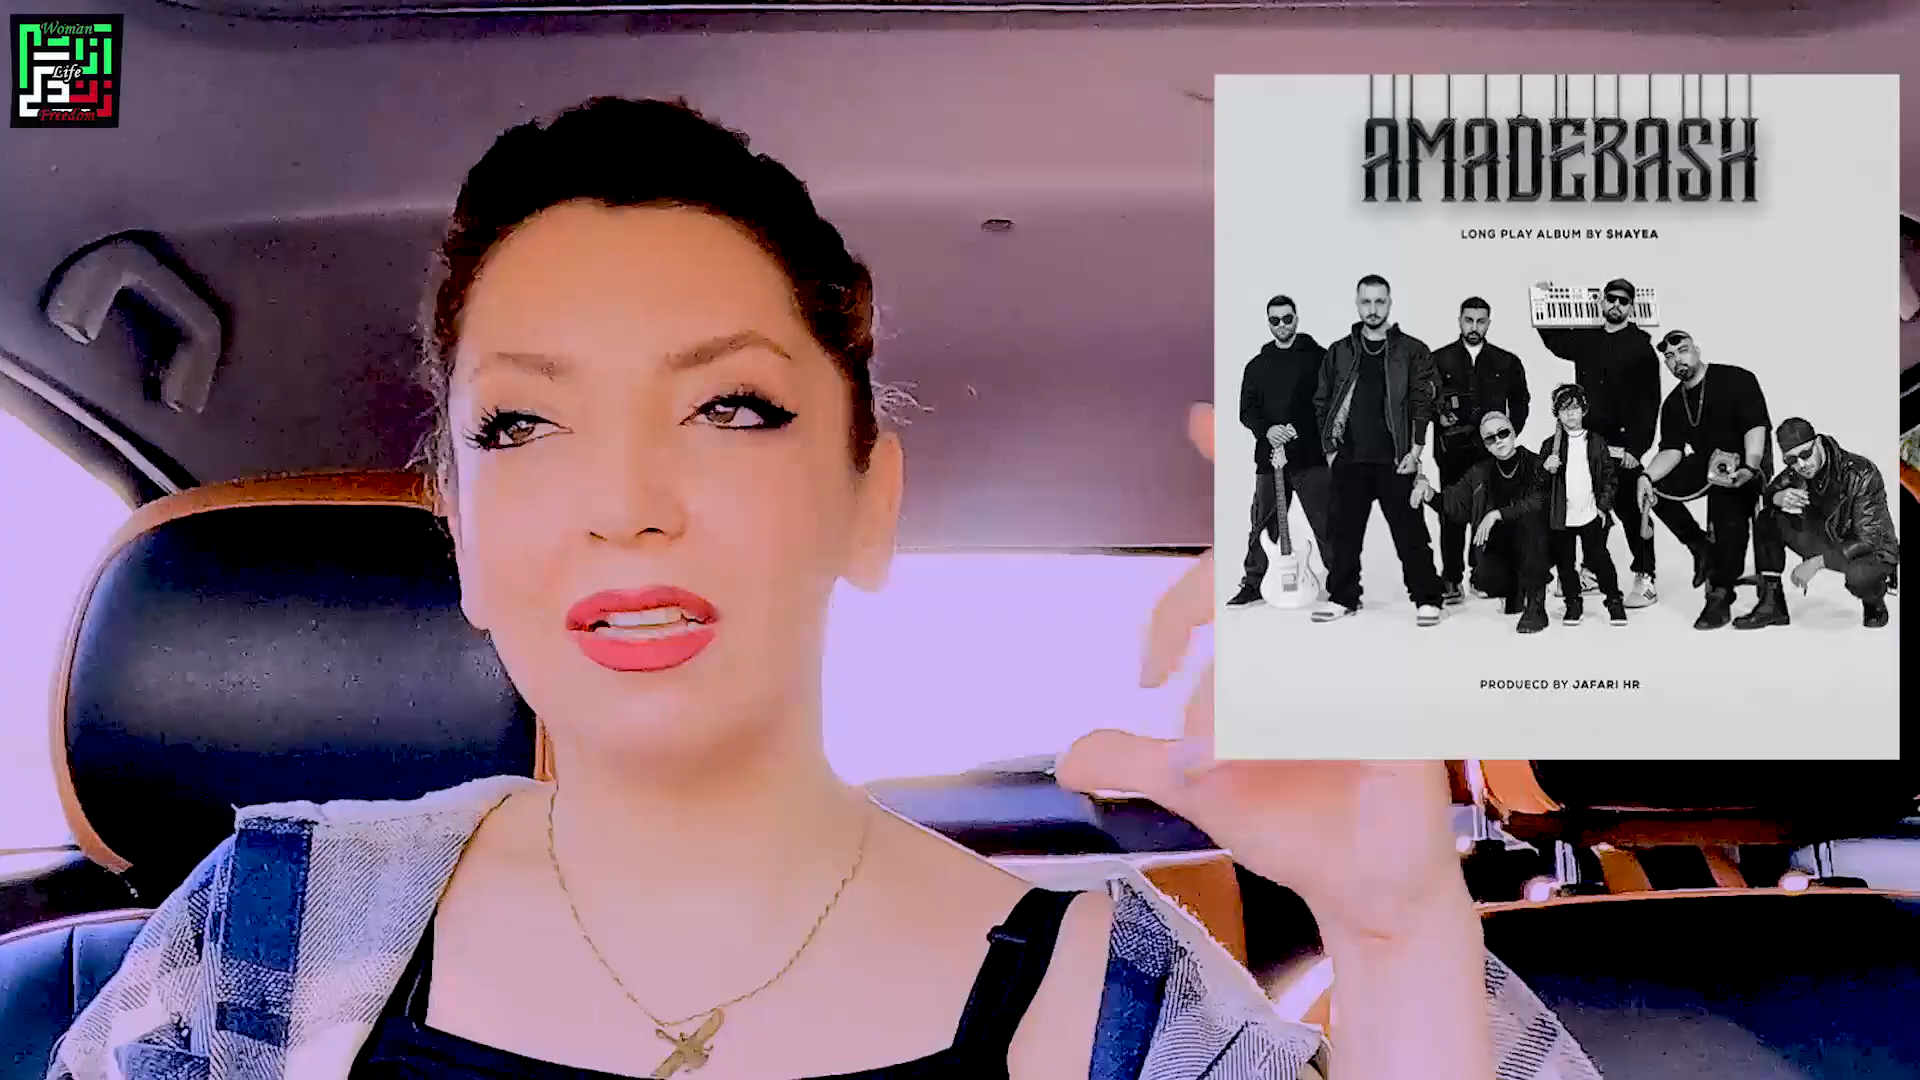 Woman
Life
Freedom
AMADEBASH
LONG PLAY ALBUM BY SHAYEA
PRODUECD BY JAFARI HR